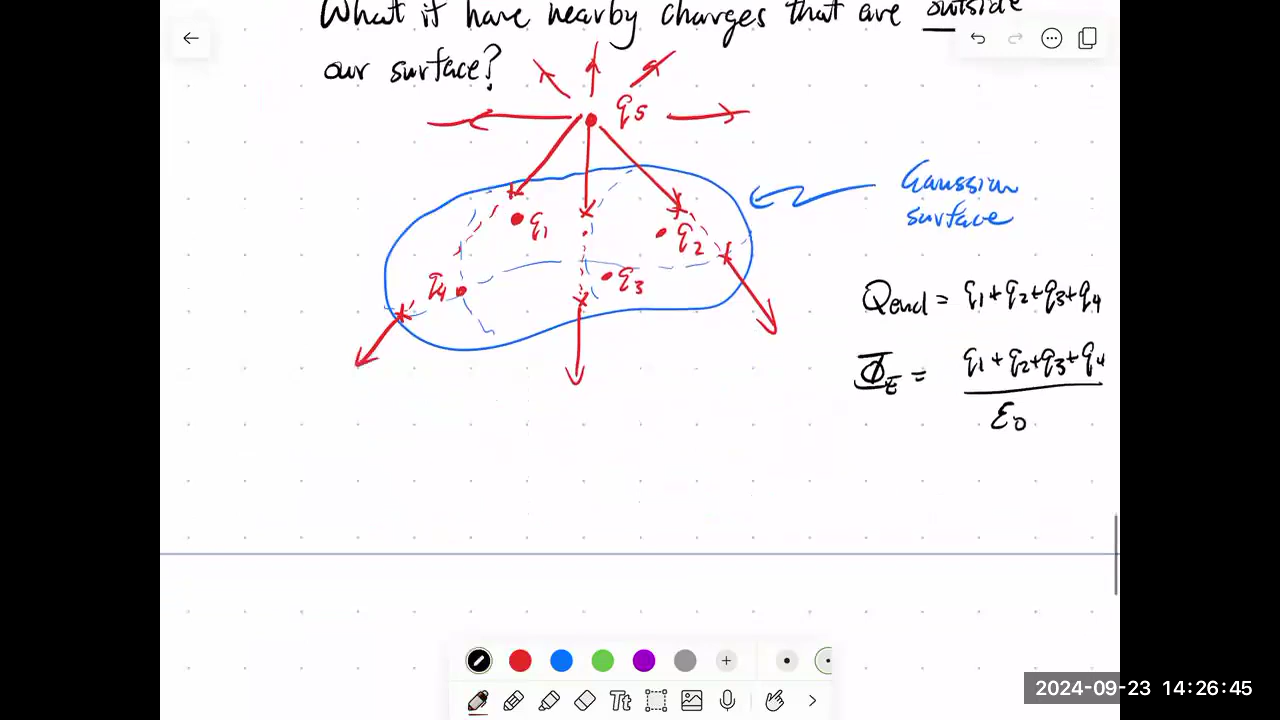 What if have nearby charges that are outside
our surface?
q5
Gaussian
surface
q1
q2
q4
q3
Qencl = q1+q2+q3+q4
ΦE = q1+q2+q3+q4
ε0
Tt
2024-09-23 14:26:45